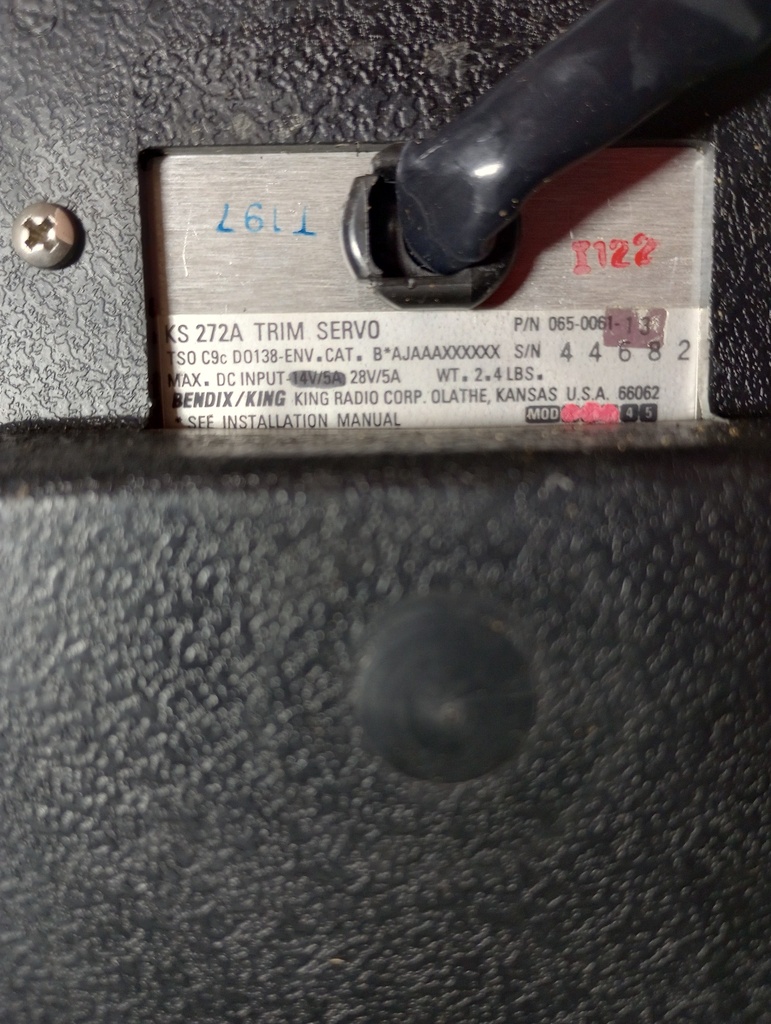 T197
I122
KS 272A TRIM SERVO P/N 065-0061-13
TSO C9c DO138-ENV.CAT. B*AJAAAXXXXXX S/N 44682
MAX. DC INPUT 14V/5A, 28V/5A WT. 2.4 LBS.
BENDIX/KING KING RADIO CORP. OLATHE, KANSAS U.S.A. 66062
* SEE INSTALLATION MANUAL MOD 4 5